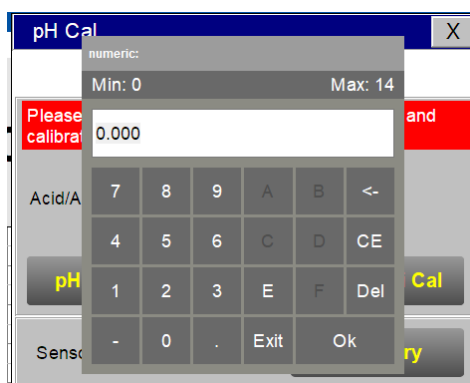 pH Cal X
numeric:
Min: 0 Max: 14
Please and
calibrat
0.000
Acid/A
7 8 9 A B <-
4 5 6 C D CE
pH Cal
1 2 3 E F Del
- 0 . Exit Ok
Senso ry